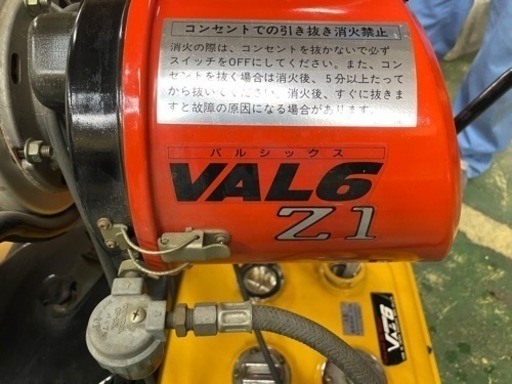 コンセントでの引き抜き消火禁止
消火の際は、コンセントを抜かないで必ず
スイッチをOFFにしてください。また、コン
セントを抜く場合は消火後、5分以上たって
から抜いてください。消火後、すぐに抜きま
すと故障の原因になる場合があります。
バルシックス
VAL6
Z1
VAL6